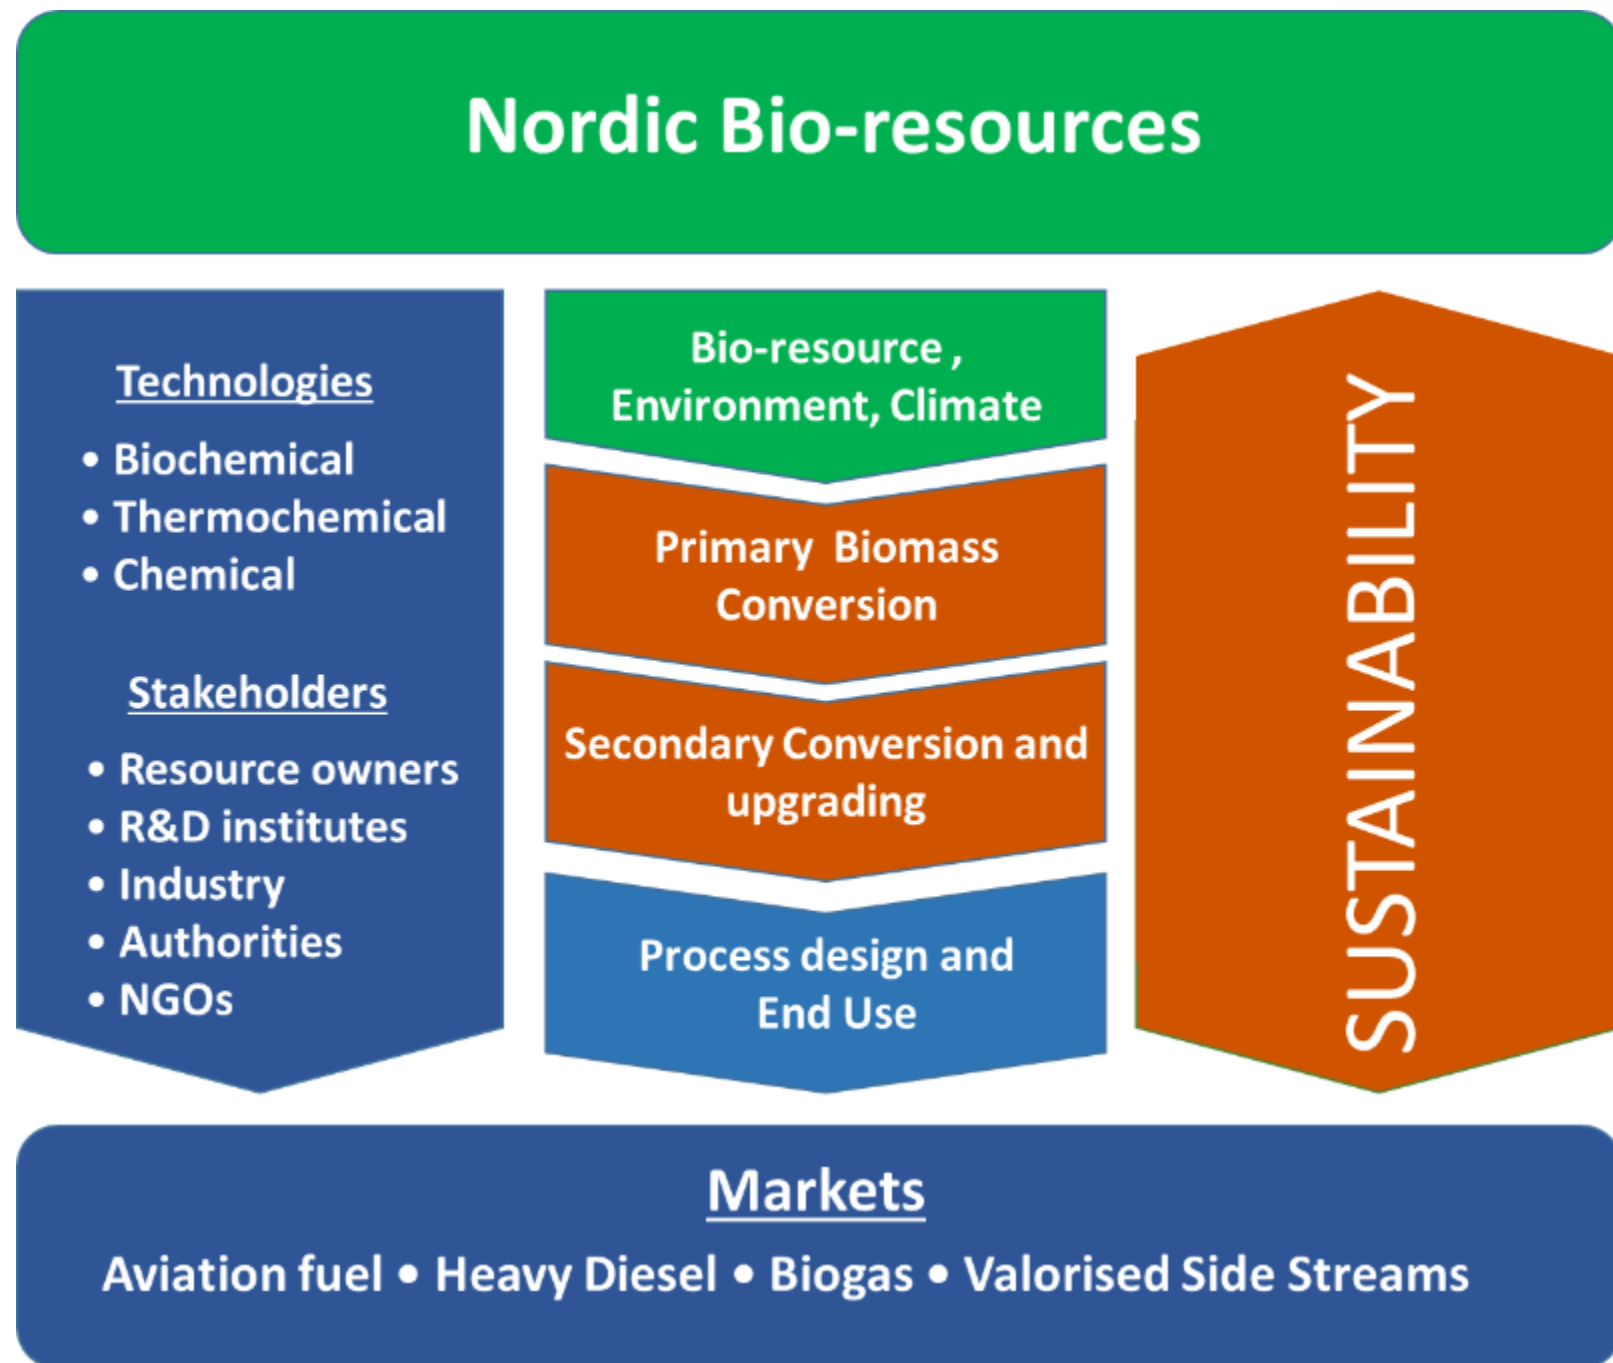 Nordic Bio-resources
Technologies
• Biochemical
• Thermochemical
• Chemical
Stakeholders
• Resource owners
• R&D institutes
• Industry
• Authorities
• NGOs
Bio-resource ,
Environment, Climate
Primary  Biomass
Conversion
Secondary Conversion and
upgrading
Process design and
End Use
SUSTAINABILITY
Markets
Aviation fuel • Heavy Diesel • Biogas • Valorised Side Streams